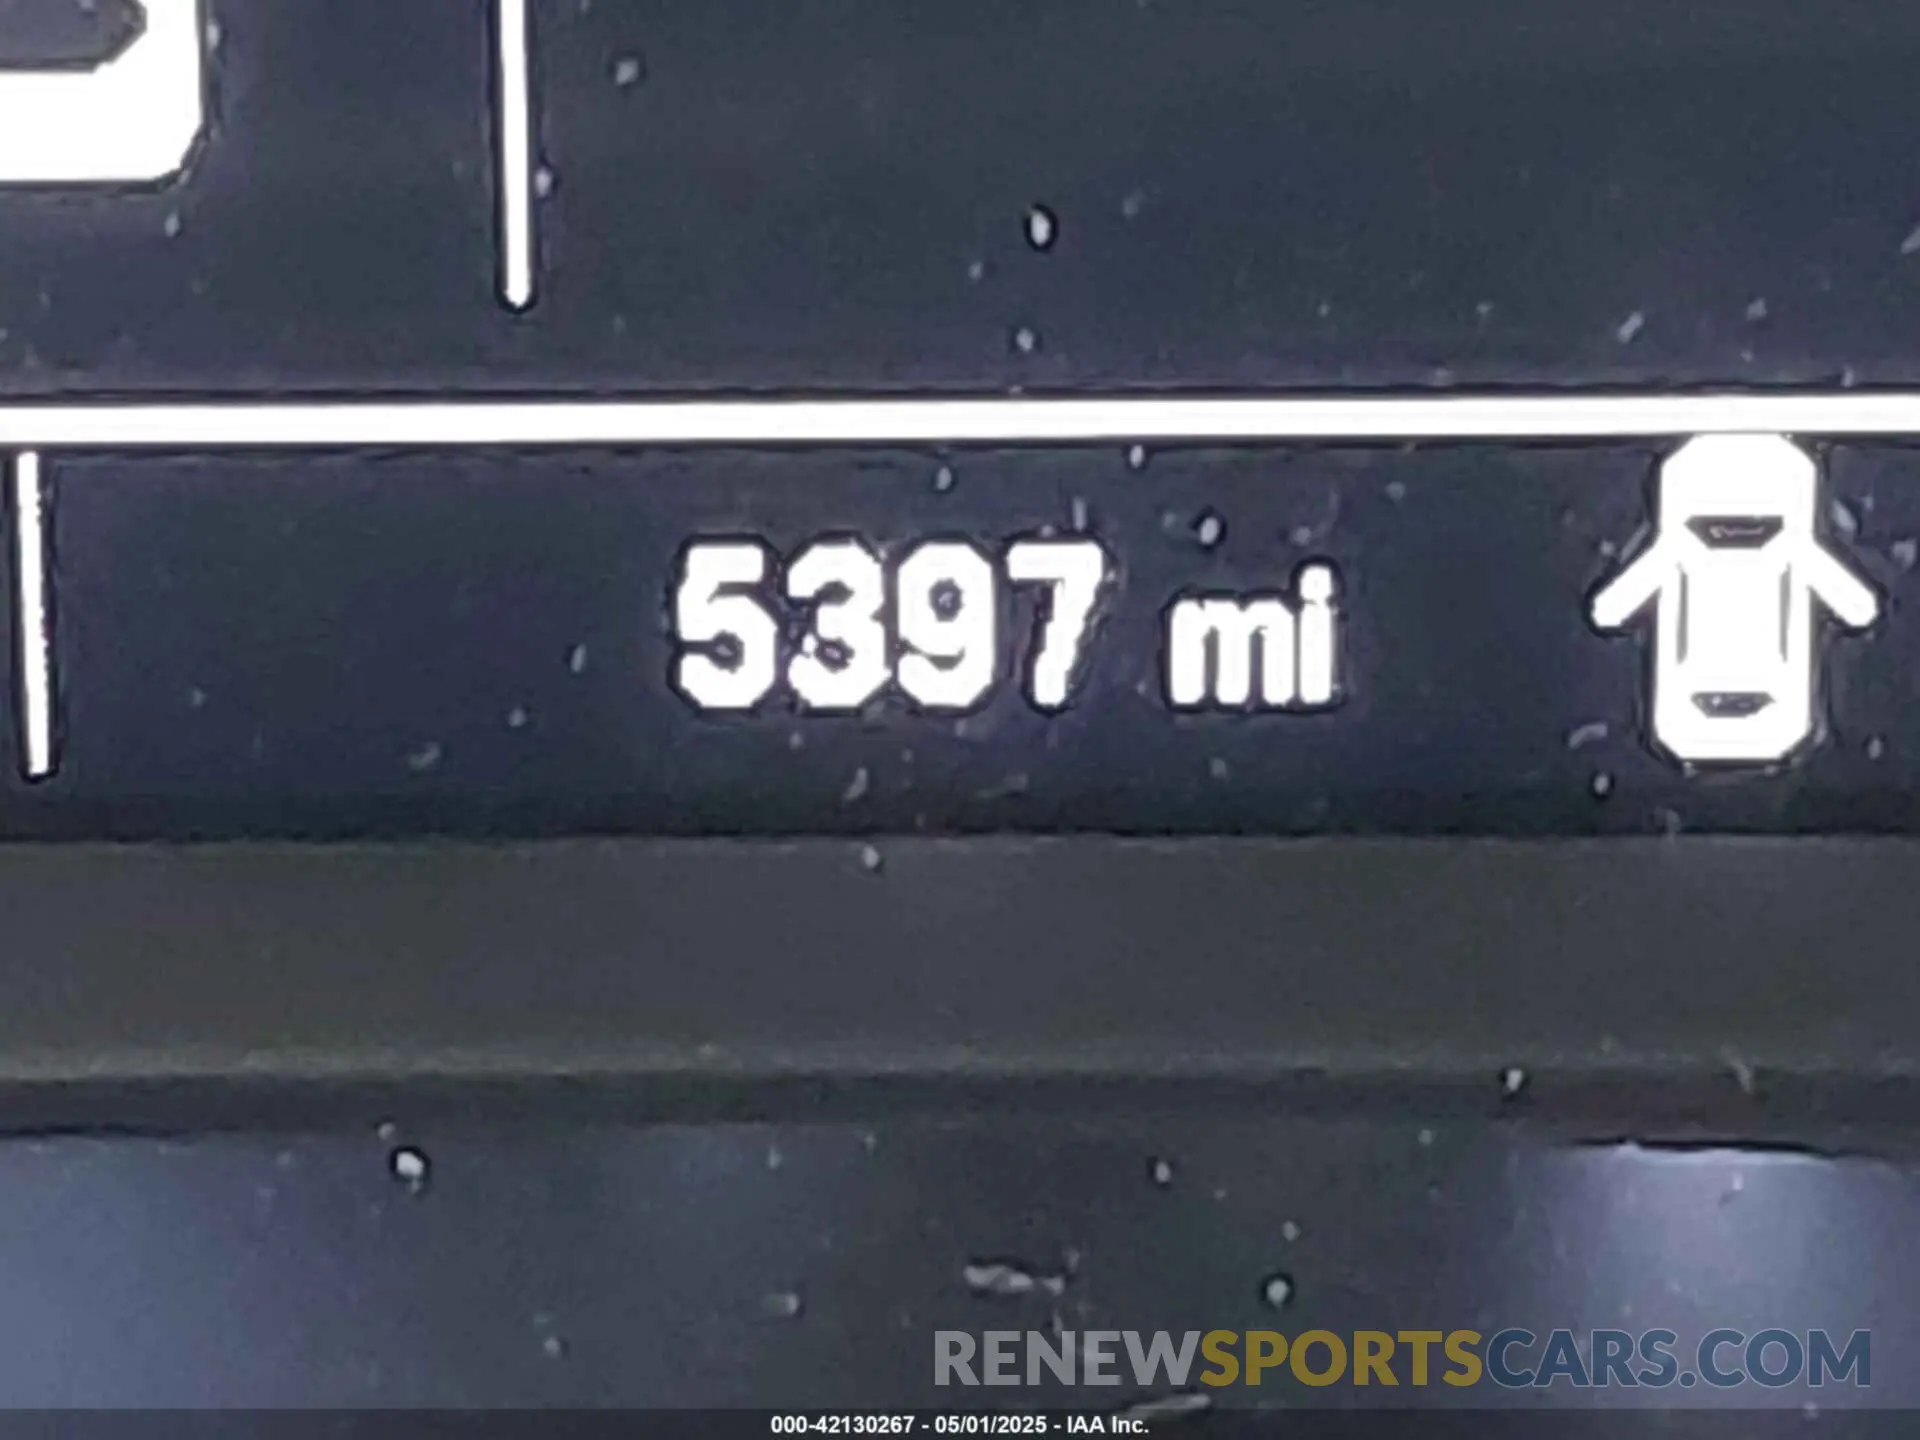 5397 mi
RENEWSPORTSCARS.COM
000-42130267 - 05/01/2025 - IAA Inc.